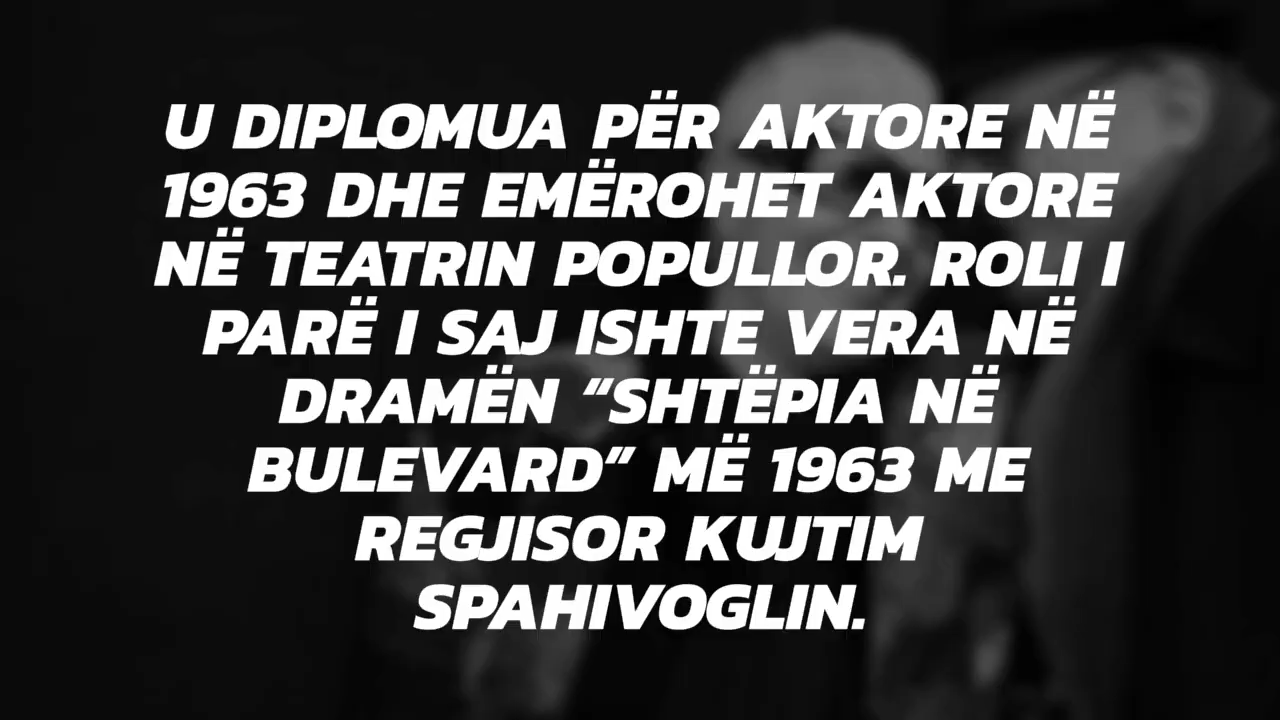 U DIPLOMUA PËR AKTORE NË
1963 DHE EMËROHET AKTORE
NË TEATRIN POPULLOR. ROLI I
PARË I SAJ ISHTE VERA NË
DRAMËN “SHTËPIA NË
BULEVARD” MË 1963 ME
REGJISOR KUJTIM
SPAHIVOGLIN.